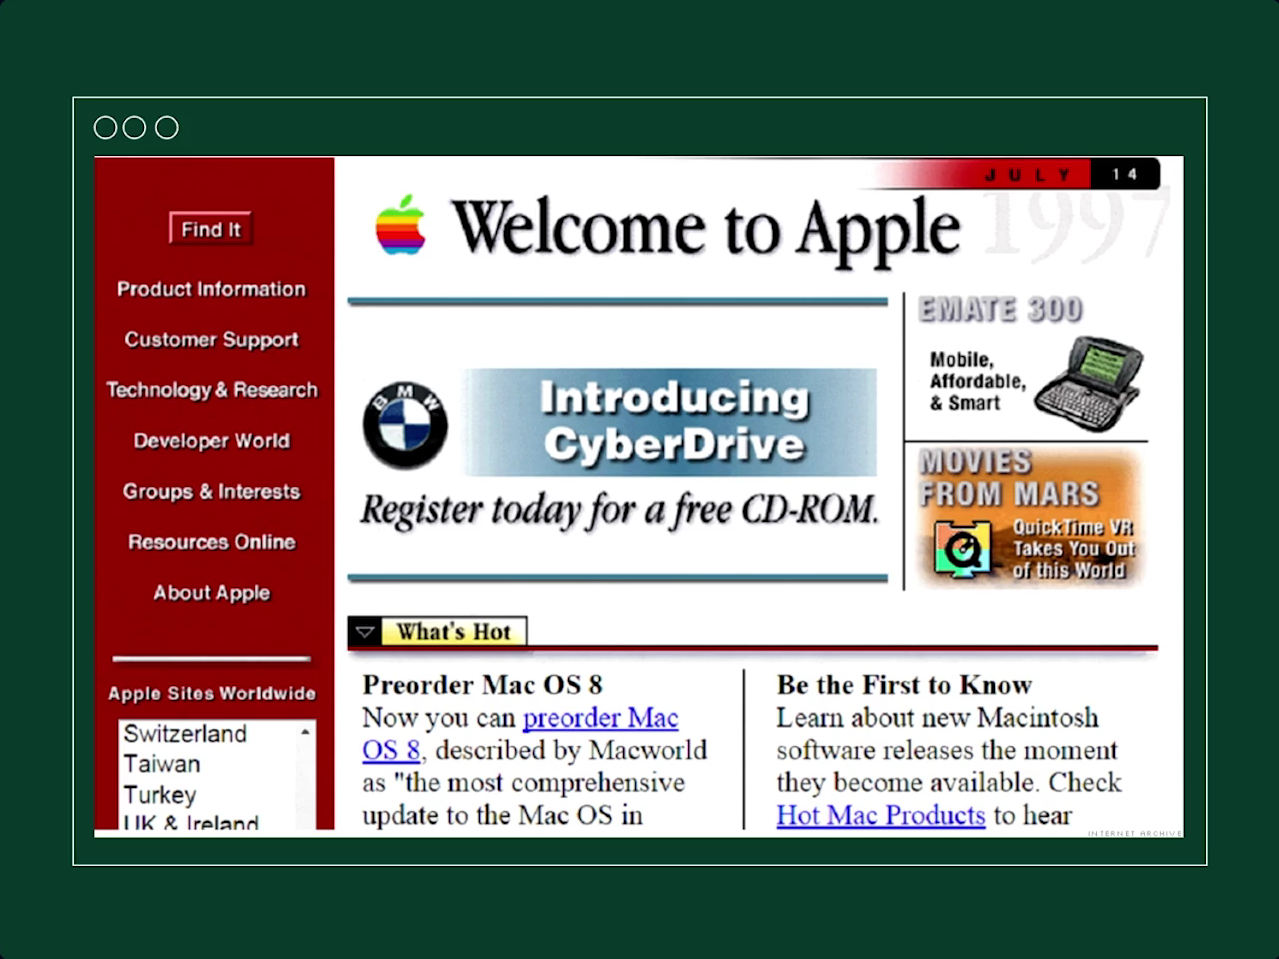 JULY 14
1997
Welcome to Apple
Find It
Product Information
Customer Support
Technology & Research
Developer World
Groups & Interests
Resources Online
About Apple
Apple Sites Worldwide
Switzerland
Taiwan
Turkey
UK & Ireland
BMW
Introducing
CyberDrive
Register today for a free CD-ROM.
EMATE 300
Mobile,
Affordable,
& Smart
MOVIES
FROM MARS
QuickTime VR
Takes You Out
of this World
What's Hot
Preorder Mac OS 8
Now you can preorder Mac
OS 8, described by Macworld
as "the most comprehensive
update to the Mac OS in
Be the First to Know
Learn about new Macintosh
software releases the moment
they become available. Check
Hot Mac Products to hear
INTERNET ARCHIVE